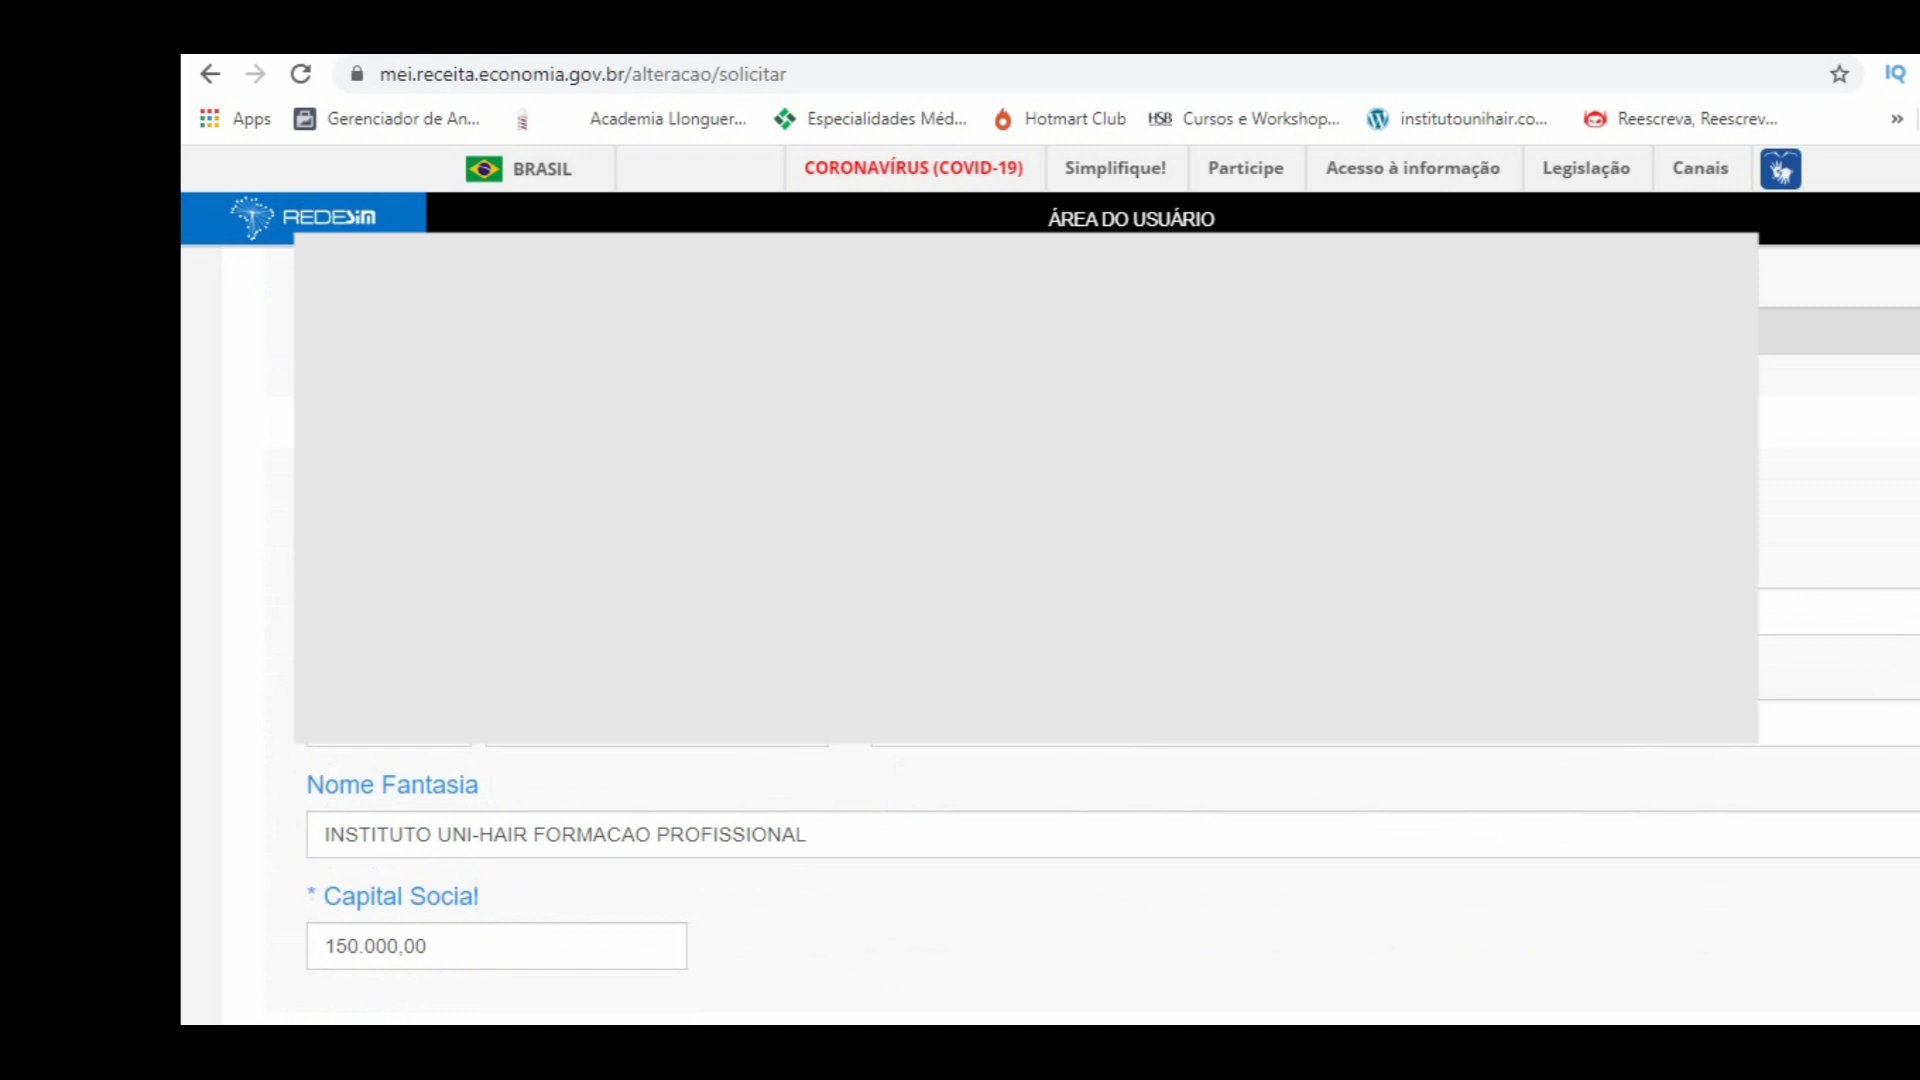 mei.receita.economia.gov.br/alteracao/solicitar
IQ
Apps Gerenciador de An... Academia Llonguer... Especialidades Méd... Hotmart Club HSB Cursos e Workshop... institutounihair.co... Reescreva, Reescrev... »
BRASIL CORONAVÍRUS (COVID-19) Simplifique! Participe Acesso à informação Legislação Canais
REDESIM ÁREA DO USUÁRIO
Nome Fantasia
INSTITUTO UNI-HAIR FORMACAO PROFISSIONAL
* Capital Social
150.000,00